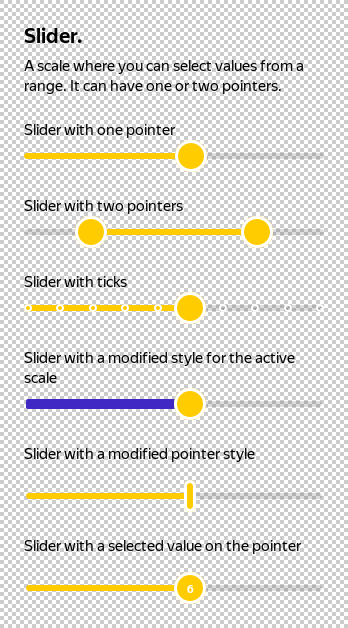 Slider.
A scale where you can select values from a
range. It can have one or two pointers.
Slider with one pointer
Slider with two pointers
Slider with ticks
Slider with a modified style for the active
scale
Slider with a modified pointer style
Slider with a selected value on the pointer
6